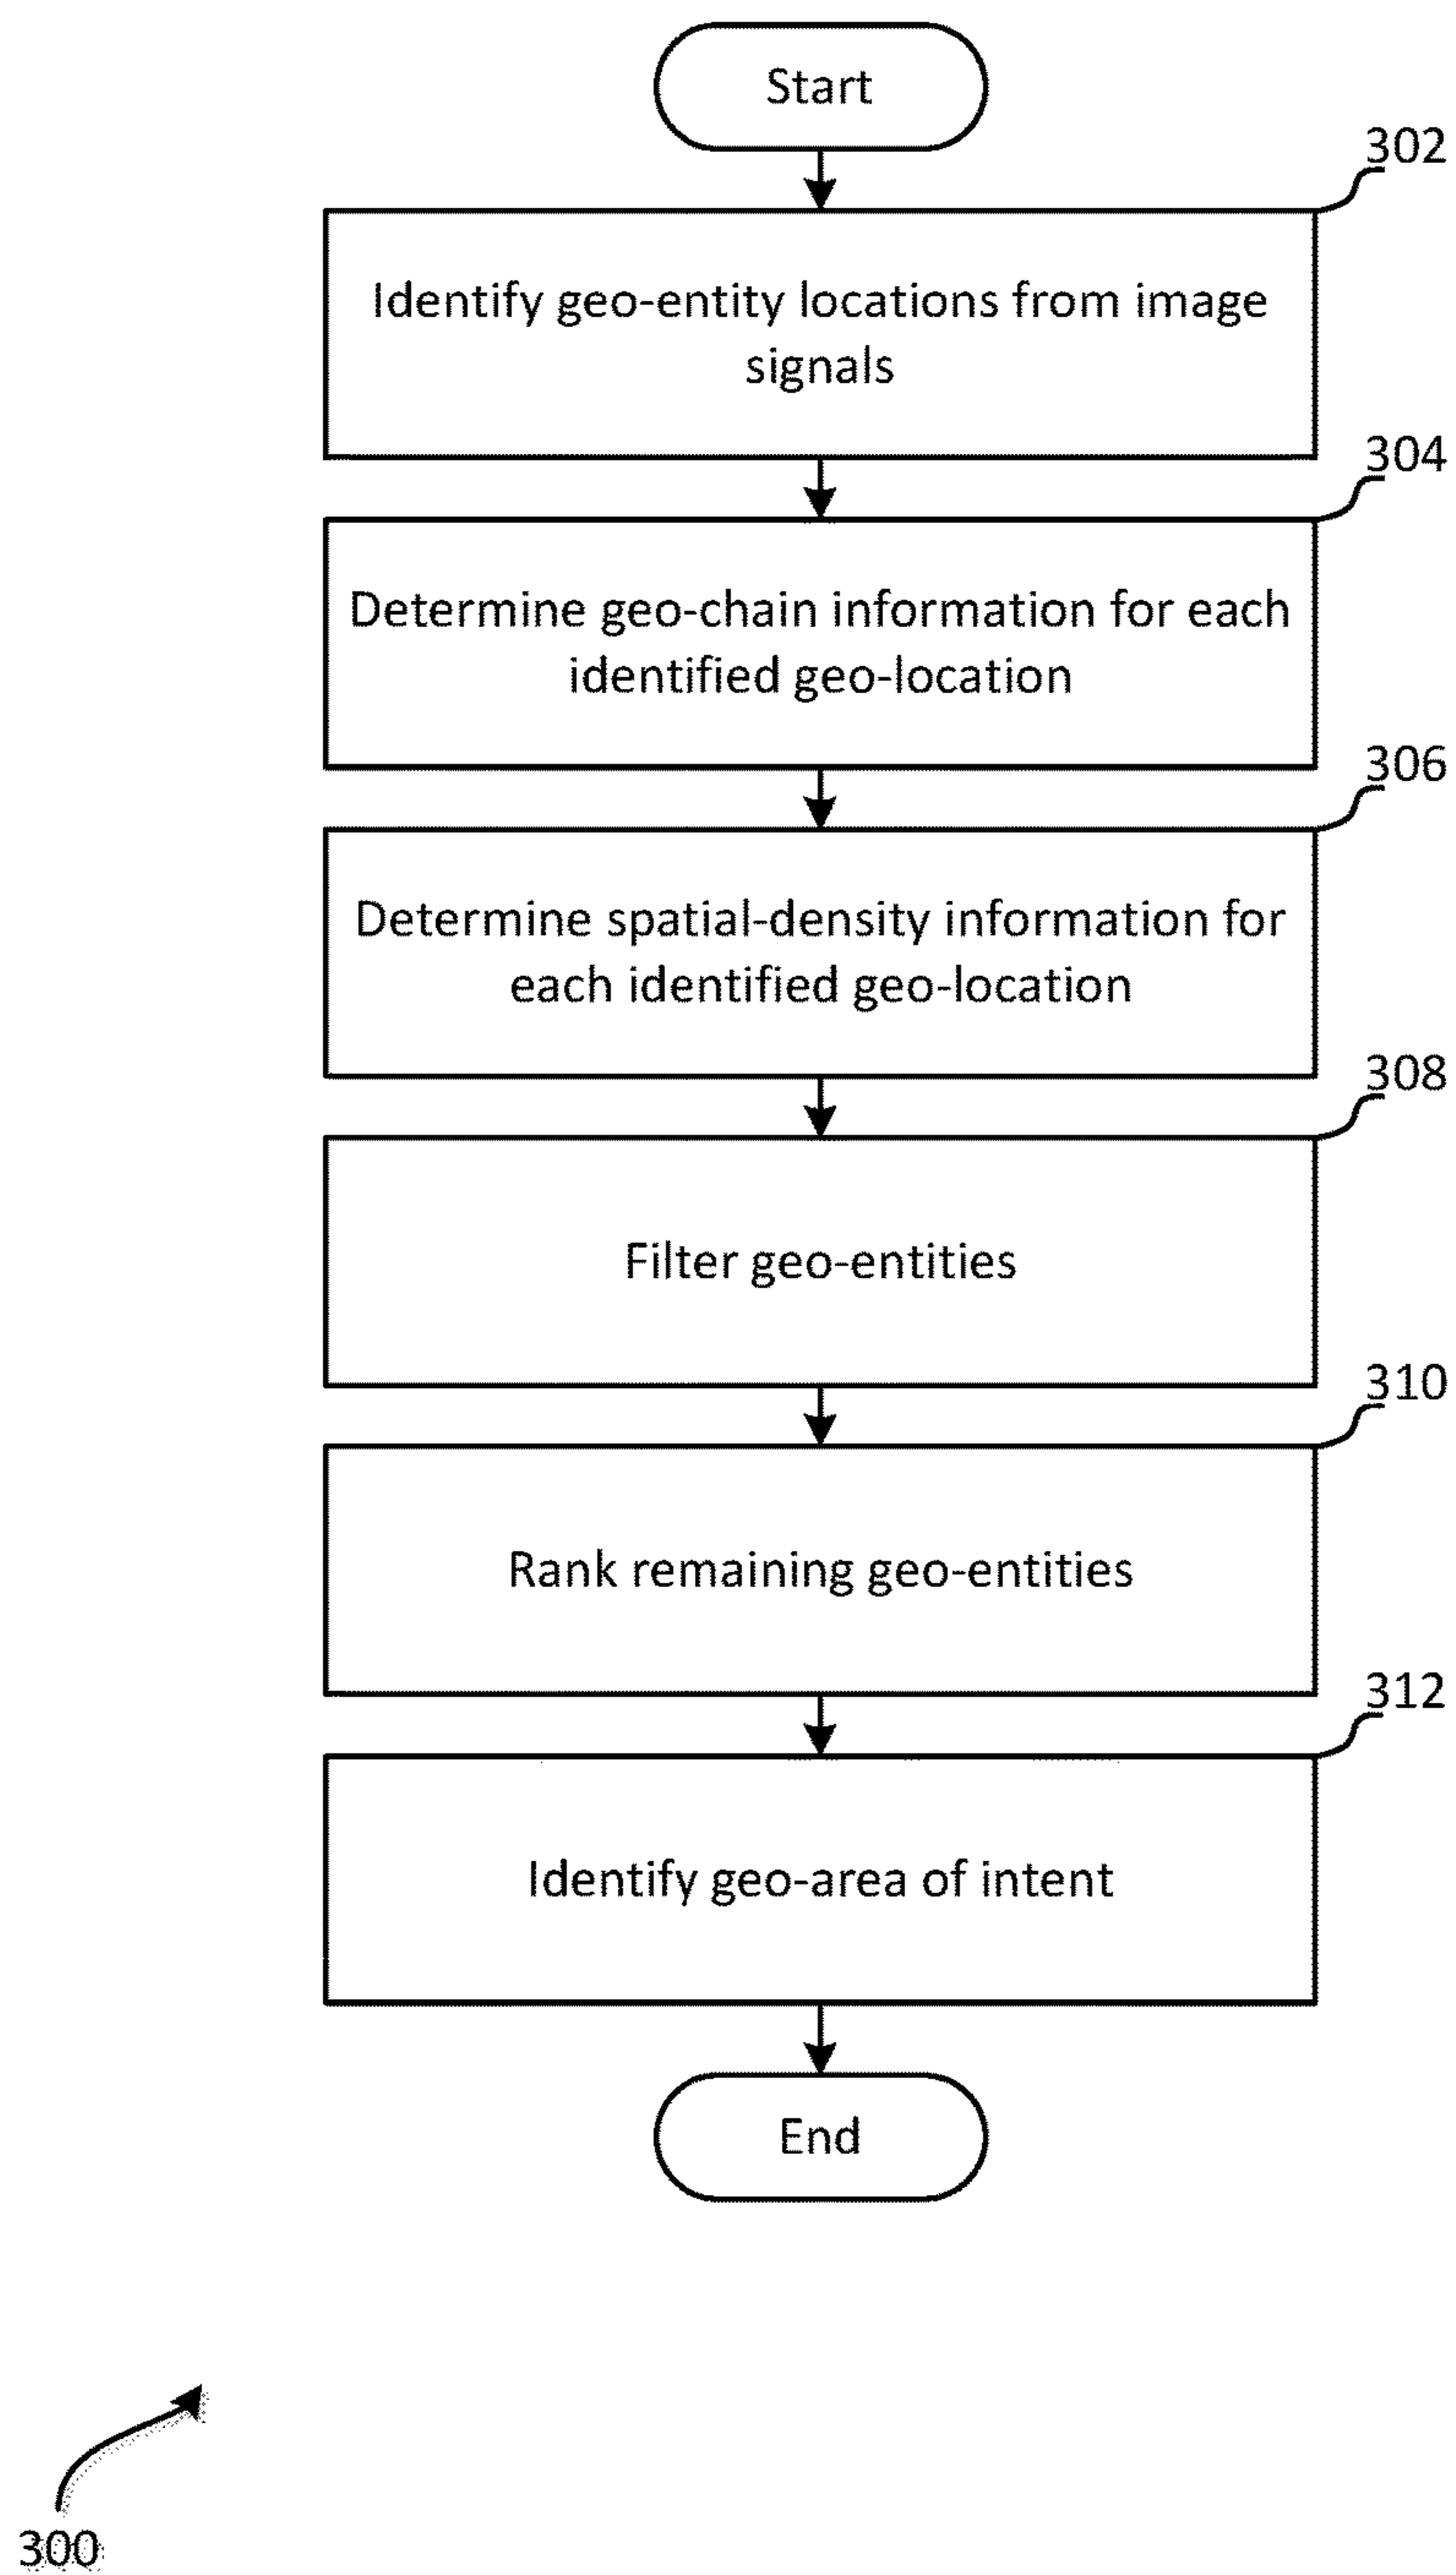 Start
302
Identify geo-entity locations from image
signals
304
Determine geo-chain information for each
identified geo-location
306
Determine spatial-density information for
each identified geo-location
308
Filter geo-entities
310
Rank remaining geo-entities
312
Identify geo-area of intent
End
300